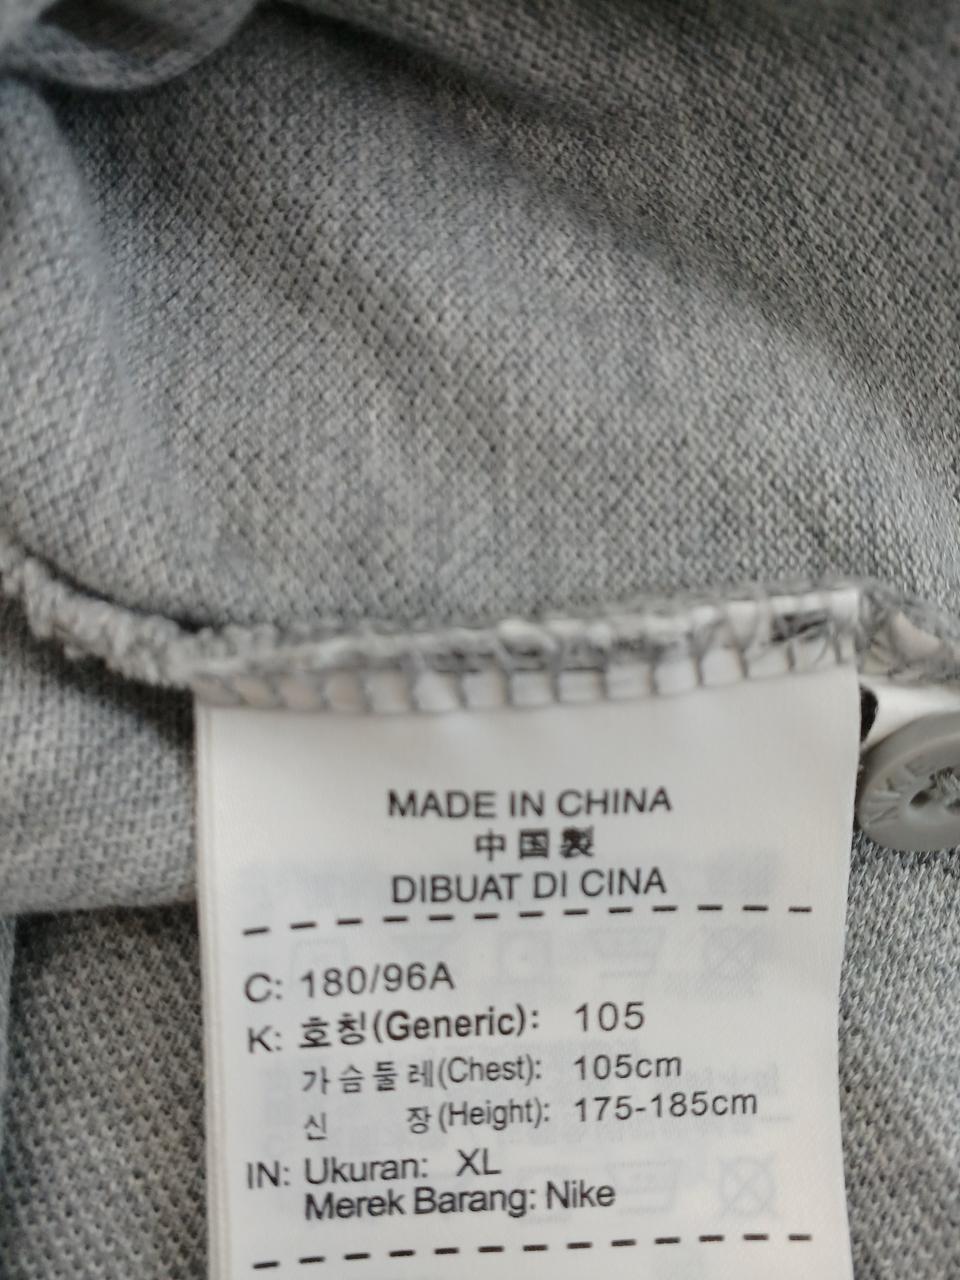 MADE IN CHINA
中国製
DIBUAT DI CINA
C: 180/96A
K: 호칭(Generic): 105
가슴둘레(Chest): 105cm
신 장(Height): 175-185cm
IN: Ukuran: XL
Merek Barang: Nike